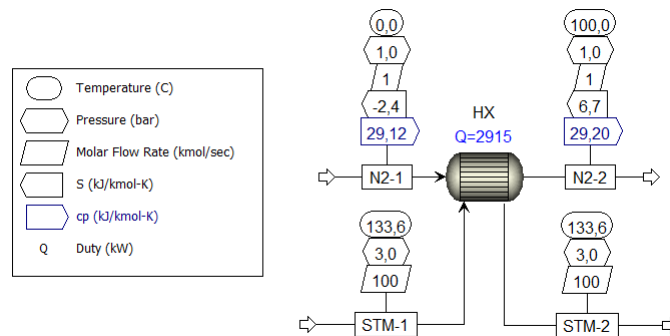 Temperature (C)
Pressure (bar)
Molar Flow Rate (kmol/sec)
S (kJ/kmol-K)
cp (kJ/kmol-K)
Q Duty (kW)
0,0
1,0
1
-2,4
29,12
N2-1
HX
Q=2915
100,0
1,0
1
6,7
29,20
N2-2
133,6
3,0
100
STM-1
133,6
3,0
100
STM-2